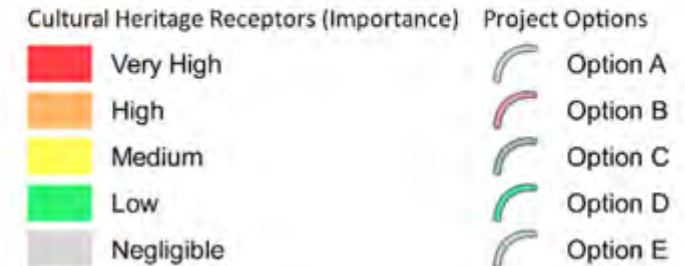 Cultural Heritage Receptors (Importance)
Very High
High
Medium
Low
Negligible
Project Options
Option A
Option B
Option C
Option D
Option E